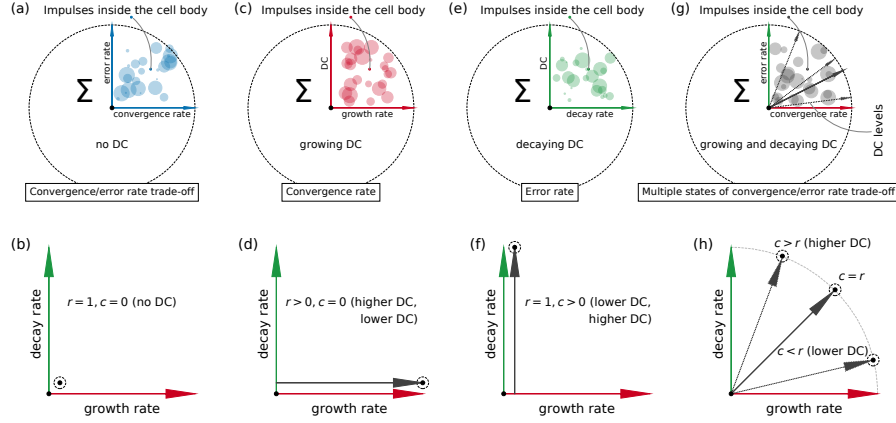 (a)
Impulses inside the cell body
error rate
Σ
convergence rate
no DC
Convergence/error rate trade-off
(c)
Impulses inside the cell body
DC
Σ
growth rate
growing DC
Convergence rate
(e)
Impulses inside the cell body
DC
Σ
decay rate
decaying DC
Error rate
(g)
Impulses inside the cell body
error rate
Σ
convergence rate
DC levels
growing and decaying DC
Multiple states of convergence/error rate trade-off
(b)
decay rate
r = 1, c = 0 (no DC)
growth rate
(d)
decay rate
r > 0, c = 0 (higher DC,
lower DC)
growth rate
(f)
decay rate
r = 1, c > 0 (lower DC,
higher DC)
growth rate
(h)
decay rate
c > r (higher DC)
c = r
c < r (lower DC)
growth rate